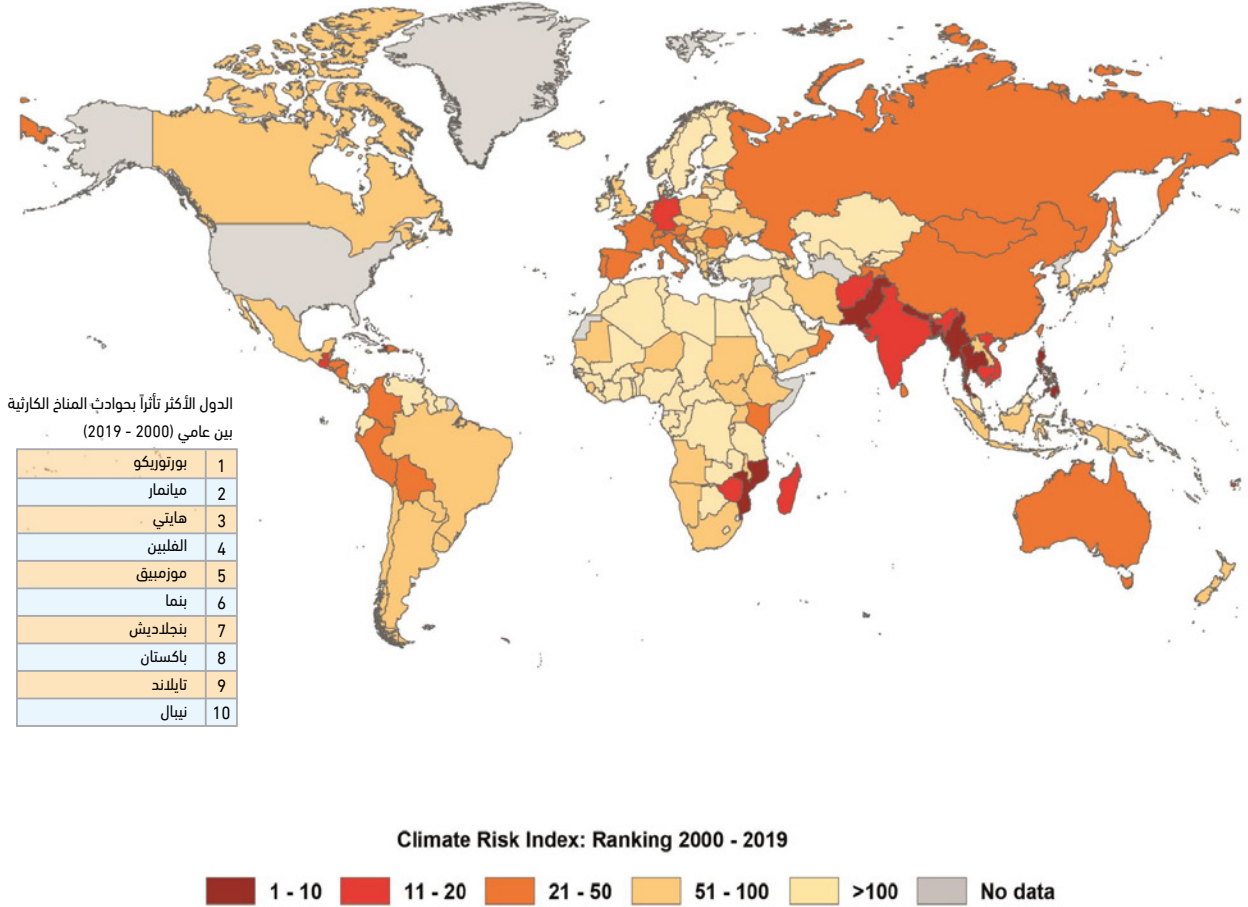 الدول الأكثر تأثراً بحوادث المناخ الكارثية
بين عامي (2000 - 2019)
1 بورتوريكو
2 ميانمار
3 هايتي
4 الفلبين
5 موزمبيق
6 بنما
7 بنجلاديش
8 باكستان
9 تايلاند
10 نيبال
Climate Risk Index: Ranking 2000 - 2019
1 - 10 11 - 20 21 - 50 51 - 100 >100 No data